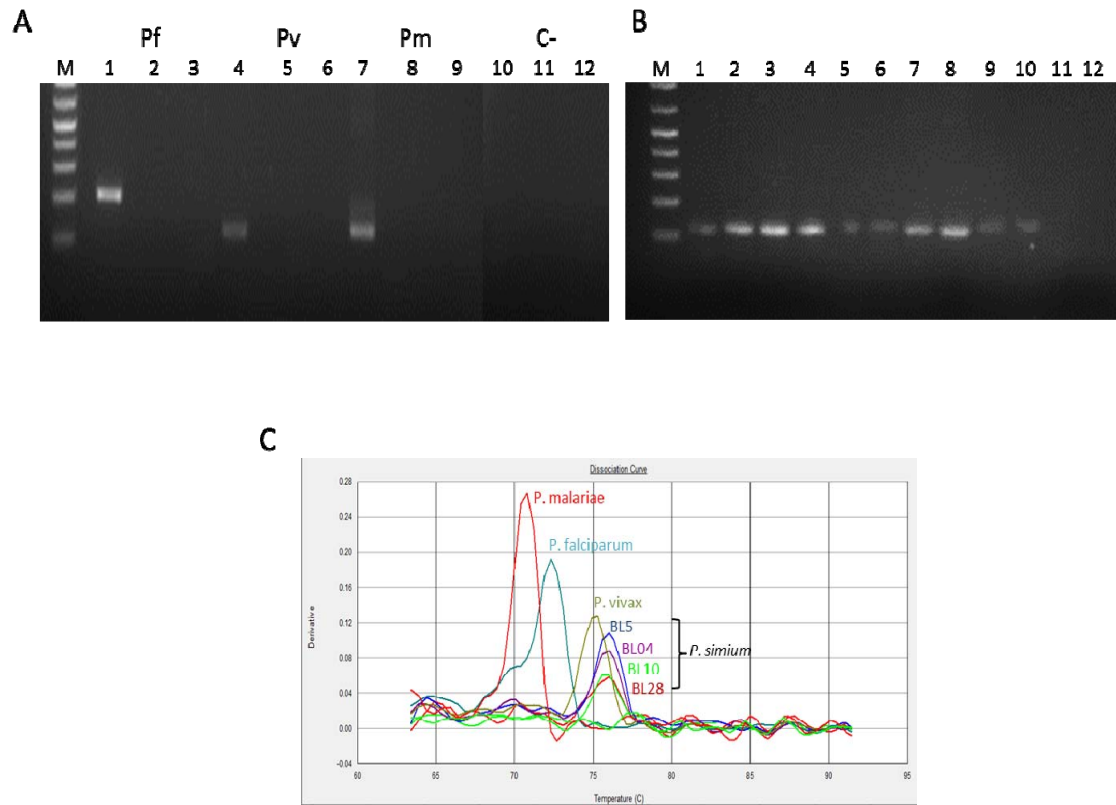 A
Pf Pv Pm C-
M 1 2 3 4 5 6 7 8 9 10 11 12
B
M 1 2 3 4 5 6 7 8 9 10 11 12
C
Dissociation Curve
0.28
0.24
0.20
0.16
0.12
0.08
0.04
0.00
-0.04
Derivative
P. malariae
P. falciparum
P. vivax
BL5
BL04
BL10
BL28
P. simium
60 65 70 75 80 85 90 95
Temperature (C)